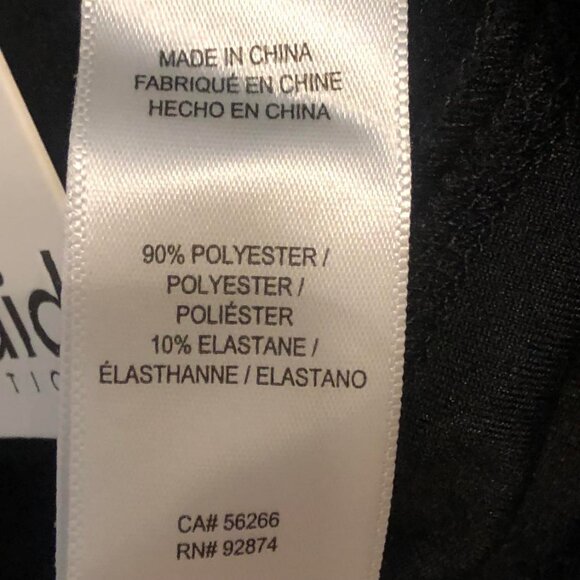 MADE IN CHINA
FABRIQUÉ EN CHINE
HECHO EN CHINA
90% POLYESTER /
POLYESTER /
POLIÉSTER
10% ELASTANE /
ÉLASTHANNE / ELASTANO
CA# 56266
RN# 92874